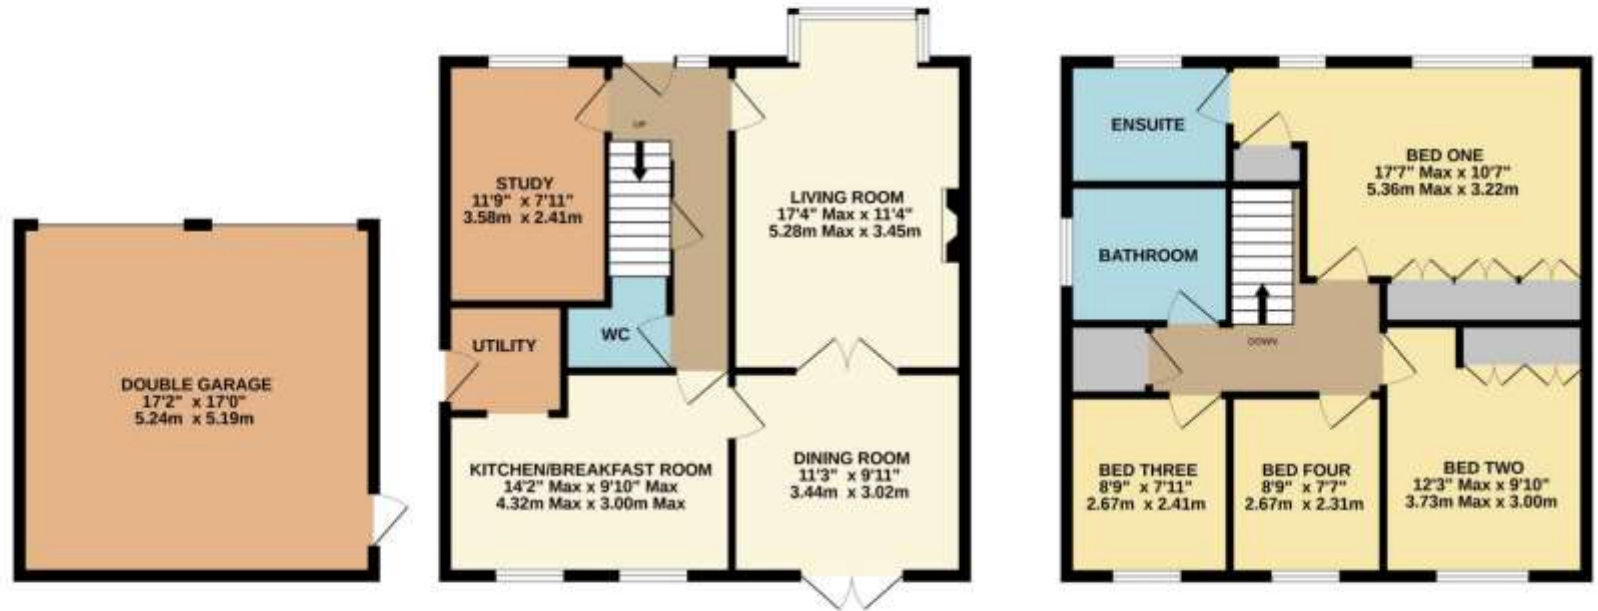 DOUBLE GARAGE
17'2" x 17'0"
5.24m x 5.19m
STUDY
11'9" x 7'11"
3.58m x 2.41m
UP
LIVING ROOM
17'4" Max x 11'4"
5.28m Max x 3.45m
UTILITY
WC
KITCHEN/BREAKFAST ROOM
14'2" Max x 9'10" Max
4.32m Max x 3.00m Max
DINING ROOM
11'3" x 9'11"
3.44m x 3.02m
ENSUITE
BED ONE
17'7" Max x 10'7"
5.36m Max x 3.22m
BATHROOM
DOWN
BED THREE
8'9" x 7'11"
2.67m x 2.41m
BED FOUR
8'9" x 7'7"
2.67m x 2.31m
BED TWO
12'3" Max x 9'10"
3.73m Max x 3.00m